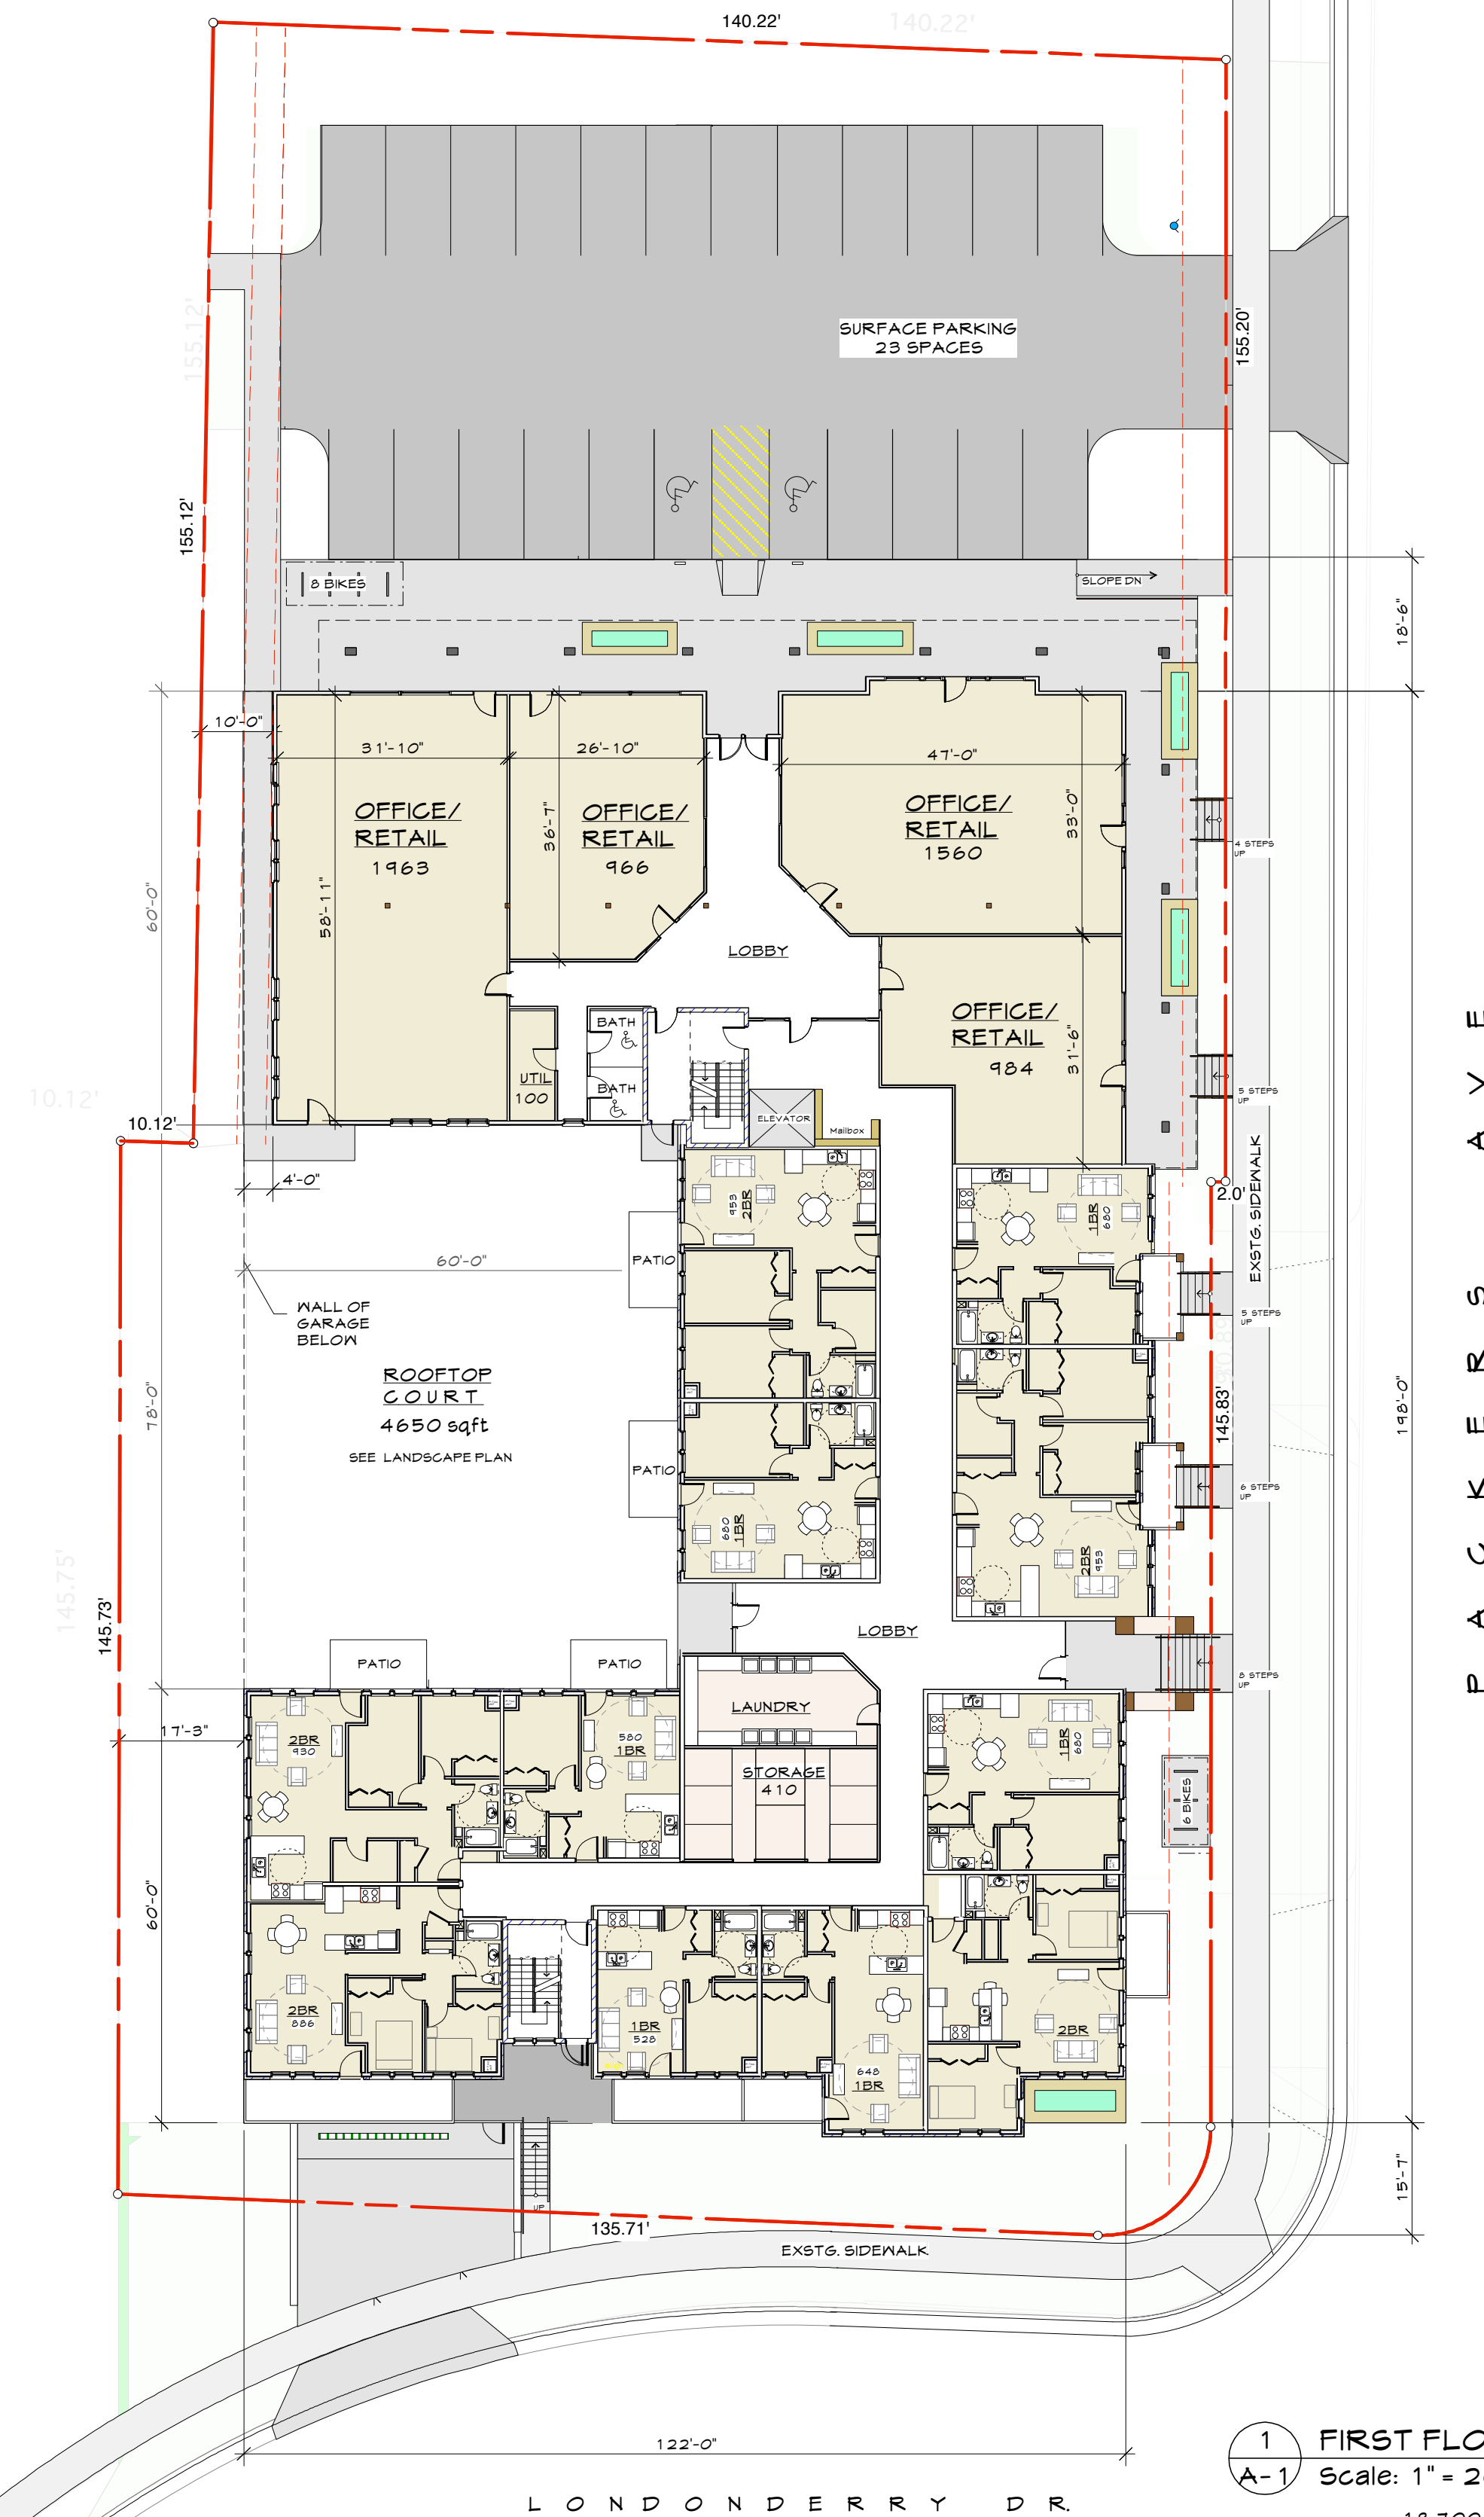 140.22'
140.22'
155.12'
SURFACE PARKING
23 SPACES
155.20'
155.12'
8 BIKES
SLOPE DN
18'-6"
10'-0"
31'-10"
26'-10"
47'-0"
OFFICE/
RETAIL
1963
OFFICE/
RETAIL
966
OFFICE/
RETAIL
1560
36'-7"
33'-0"
4 STEPS
UP
60'-0"
58'-11"
LOBBY
OFFICE/
RETAIL
984
31'-6"
BATH
UTIL
100
BATH
5 STEPS
UP
10.12'
10.12'
ELEVATOR
Mailbox
4'-0"
953
2BR
1BR
680
2.0'
EXSTG. SIDEWALK
PATIO
60'-0"
WALL OF
GARAGE
BELOW
5 STEPS
UP
ROOFTOP
COURT
4650 sqft
SEE LANDSCAPE PLAN
78'-0"
145.83'
198'-0"
PACKERS AVE
PATIO
6 STEPS
UP
680
1BR
2BR
953
145.75'
145.73'
LOBBY
PATIO
PATIO
8 STEPS
UP
17'-3"
2BR
930
580
1BR
LAUNDRY
1BR
680
STORAGE
410
6 BIKES
60'-0"
2BR
886
1BR
528
648
1BR
2BR
15'-7"
UP
135.71'
EXSTG. SIDEWALK
122'-0"
1
A-1
FIRST FLO
Scale: 1" = 2
LONDONDERRY DR.